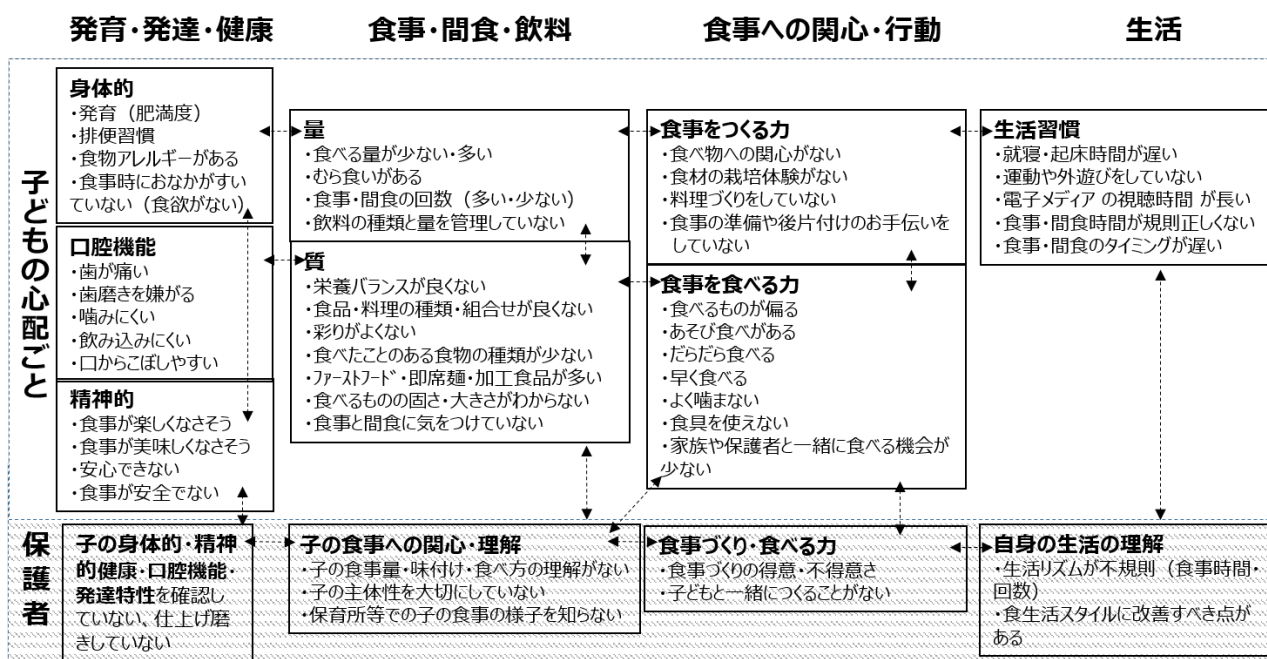 発育・発達・健康
食事・間食・飲料
食事への関心・行動
生活
子どもの心配ごと
身体的
・発育（肥満度）
・排便習慣
・食物アレルギーがある
・食事時におなかがすい
ていない（食欲がない）
口腔機能
・歯が痛い
・歯磨きを嫌がる
・噛みにくい
・飲み込みにくい
・口からこぼしやすい
精神的
・食事が楽しくなさそう
・食事が美味しくなさそう
・安心できない
・食事が安全でない
量
・食べる量が少ない・多い
・むら食いがある
・食事・間食の回数（多い・少ない）
・飲料の種類と量を管理していない
質
・栄養バランスが良くない
・食品・料理の種類・組合せが良くない
・彩りがよくない
・食べたことのある食物の種類が少ない
・ﾌｧｰｽﾄﾌｰﾄﾞ・即席麺・加工食品が多い
・食べるものの固さ・大きさがわからない
・食事と間食に気をつけていない
食事をつくる力
・食べ物への関心がない
・食材の栽培体験がない
・料理づくりをしていない
・食事の準備や後片付けのお手伝いを
していない
食事を食べる力
・食べるものが偏る
・あそび食べがある
・だらだら食べる
・早く食べる
・よく噛まない
・食具を使えない
・家族や保護者と一緒に食べる機会が
少ない
生活習慣
・就寝・起床時間が遅い
・運動や外遊びをしていない
・電子メディア の視聴時間 が長い
・食事・間食時間が規則正しくない
・食事・間食のタイミングが遅い
保護者
子の身体的・精神
的健康・口腔機能・
発達特性を確認し
ていない、仕上げ磨
きしていない
子の食事への関心・理解
・子の食事量・味付け・食べ方の理解がない
・子の主体性を大切にしていない
・保育所等での子の食事の様子を知らない
食事づくり・食べる力
・食事づくりの得意・不得意さ
・子どもと一緒につくることがない
自身の生活の理解
・生活リズムが不規則（食事時間・
回数）
・食生活スタイルに改善すべき点が
ある